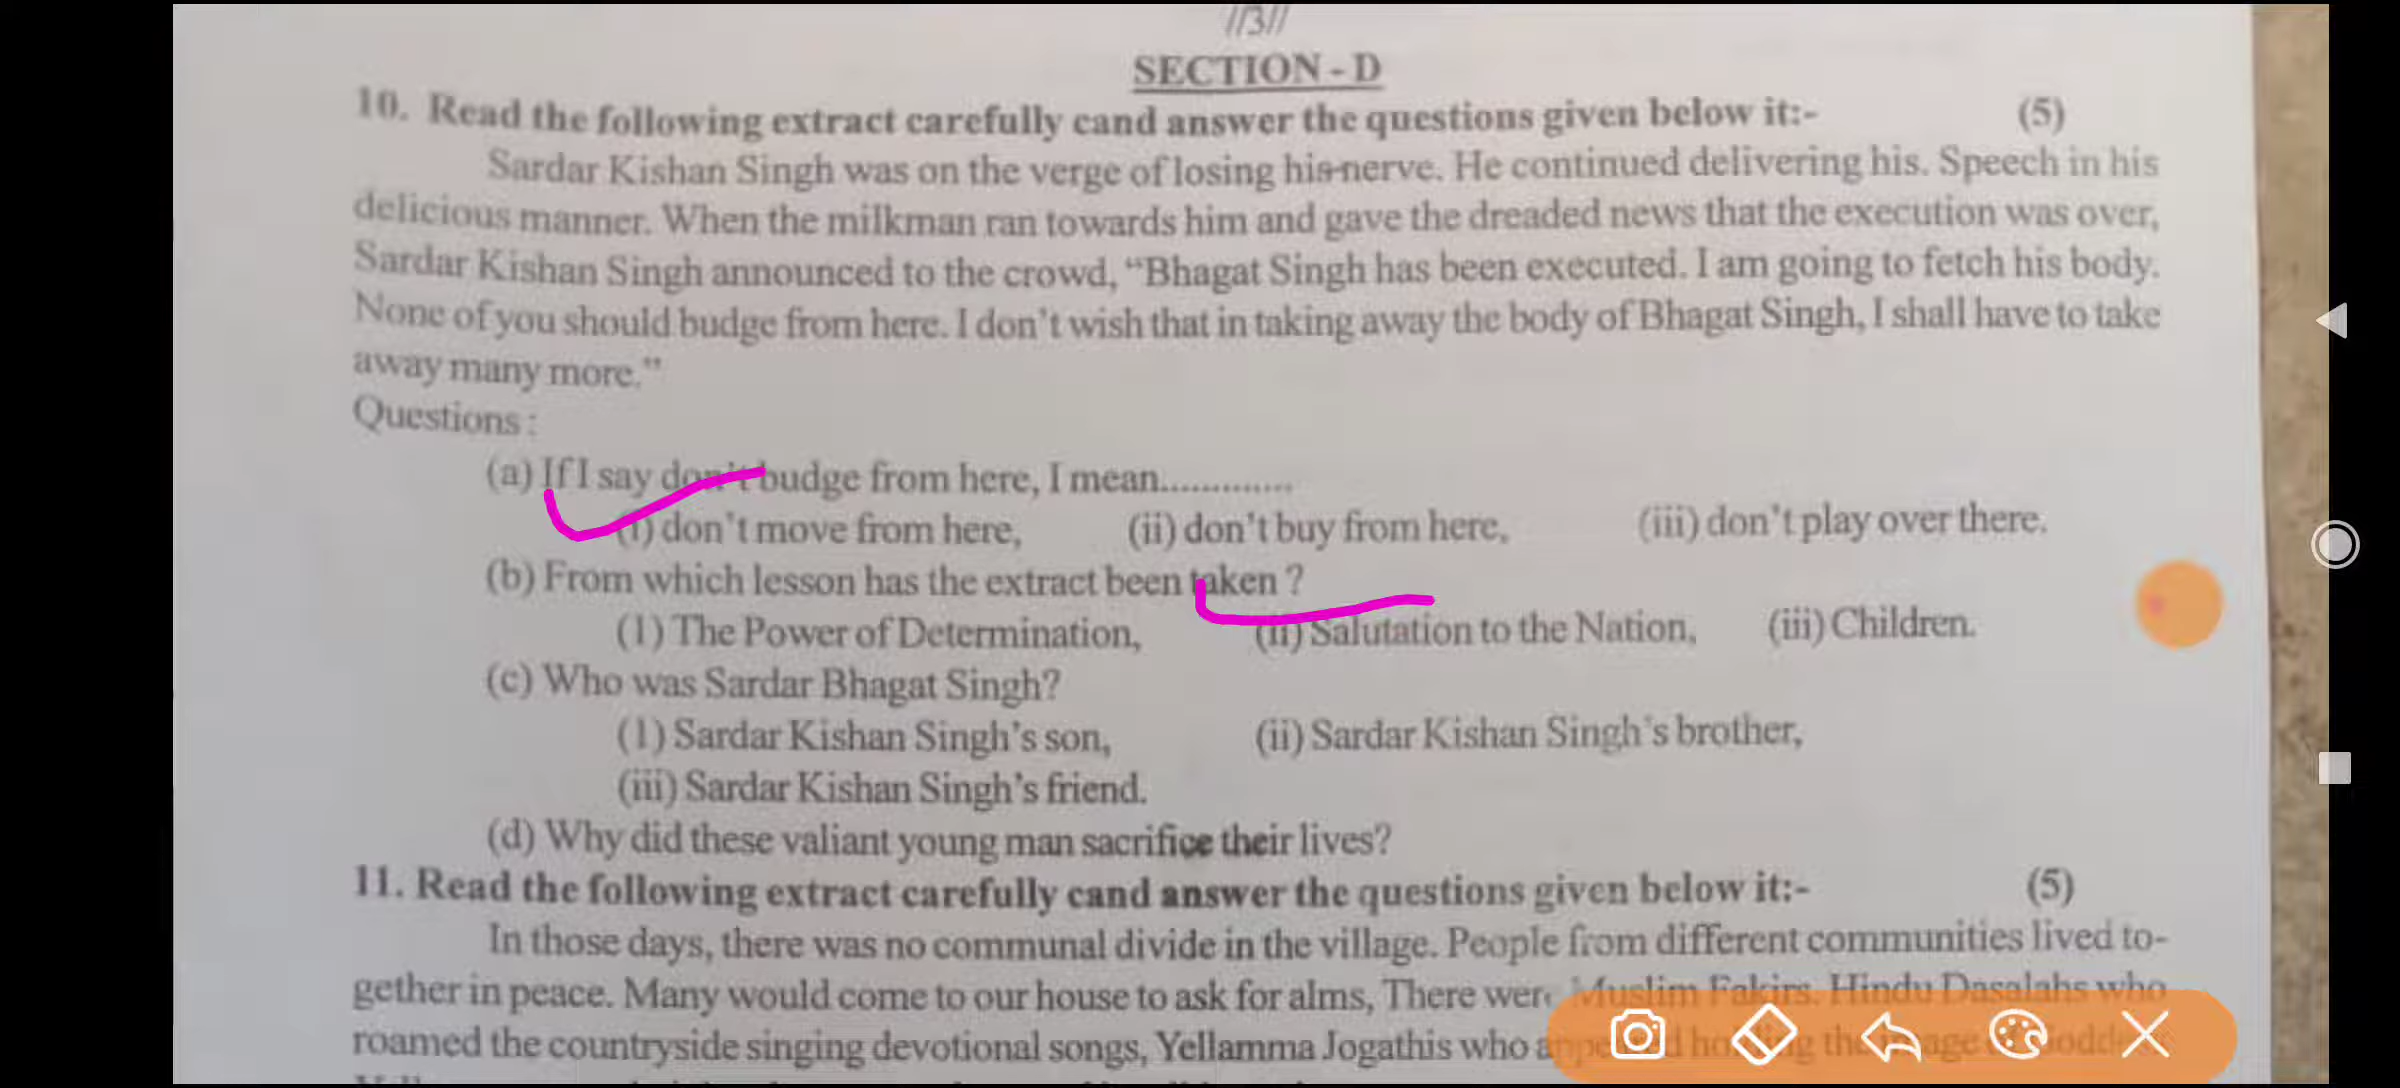 //3//
SECTION - D
10. Read the following extract carefully cand answer the questions given below it:- (5)
Sardar Kishan Singh was on the verge of losing his nerve. He continued delivering his. Speech in his
delicious manner. When the milkman ran towards him and gave the dreaded news that the execution was over,
Sardar Kishan Singh announced to the crowd, “Bhagat Singh has been executed. I am going to fetch his body.
None of you should budge from here. I don’t wish that in taking away the body of Bhagat Singh, I shall have to take
away many more.”
Questions :
(a) If I say don’t budge from here, I mean.............
(i) don’t move from here, (ii) don’t buy from here, (iii) don’t play over there.
(b) From which lesson has the extract been taken ?
(1) The Power of Determination, (ii) Salutation to the Nation, (iii) Children.
(c) Who was Sardar Bhagat Singh?
(1) Sardar Kishan Singh’s son, (ii) Sardar Kishan Singh’s brother,
(iii) Sardar Kishan Singh’s friend.
(d) Why did these valiant young man sacrifice their lives?
11. Read the following extract carefully cand answer the questions given below it:- (5)
In those days, there was no communal divide in the village. People from different communities lived to-
gether in peace. Many would come to our house to ask for alms, There were Muslim Fakirs, Hindu Dasalahs who
roamed the countryside singing devotional songs, Yellamma Jogathis who